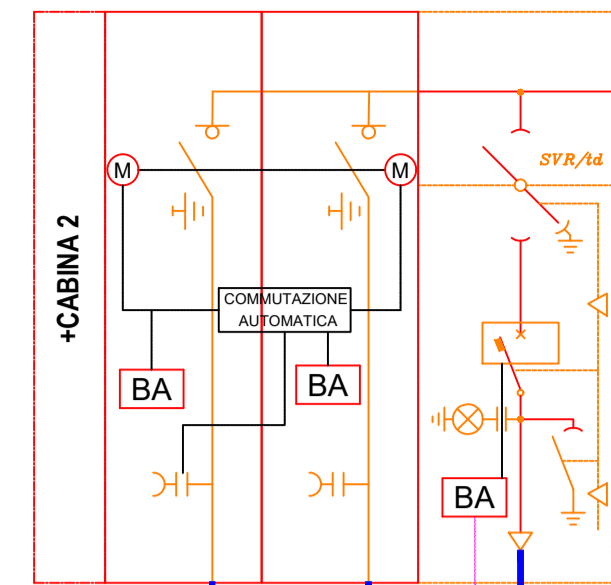 +CABINA 2
M
M
SVR/td
COMMUTAZIONE
AUTOMATICA
BA
BA
BA